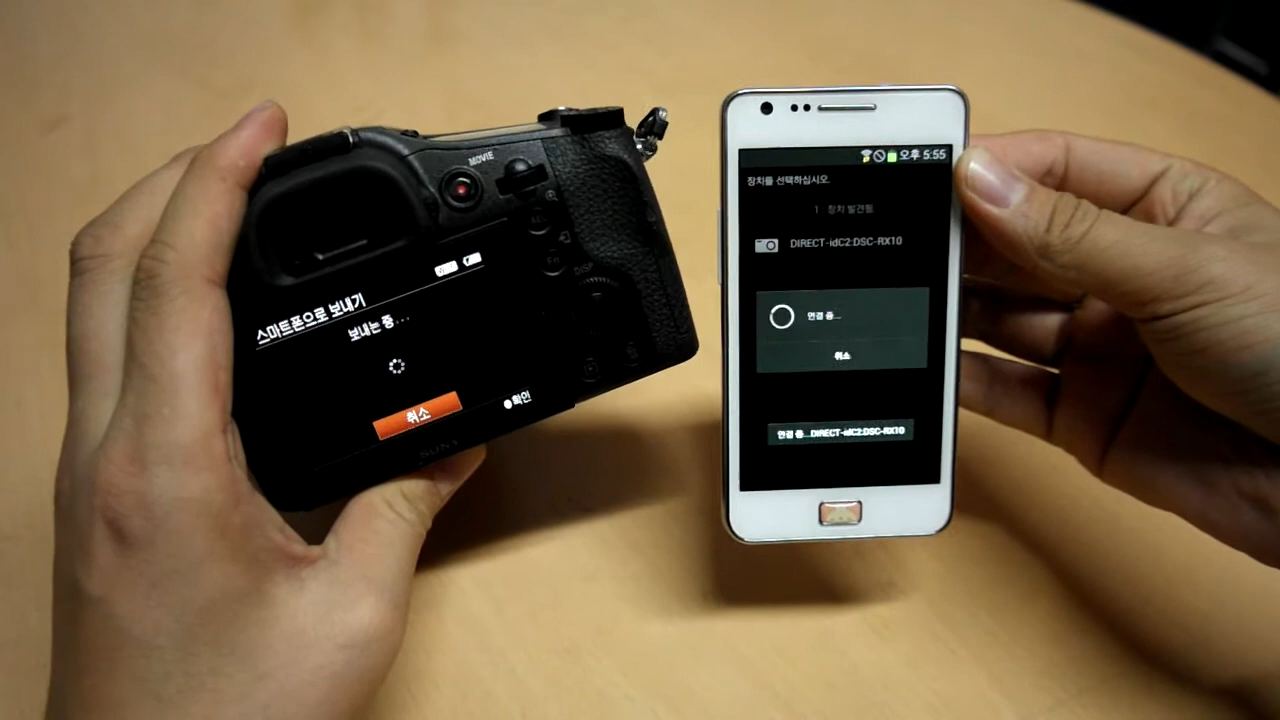 MOVIE
DISP
스마트폰으로 보내기
보내는 중...
취소
확인
SONY
오후 5:55
장치를 선택하십시오.
1 장치 발견됨
DIRECT-idC2:DSC-RX10
연결 중...
취소
연결 중...DIRECT-idC2:DSC-RX10